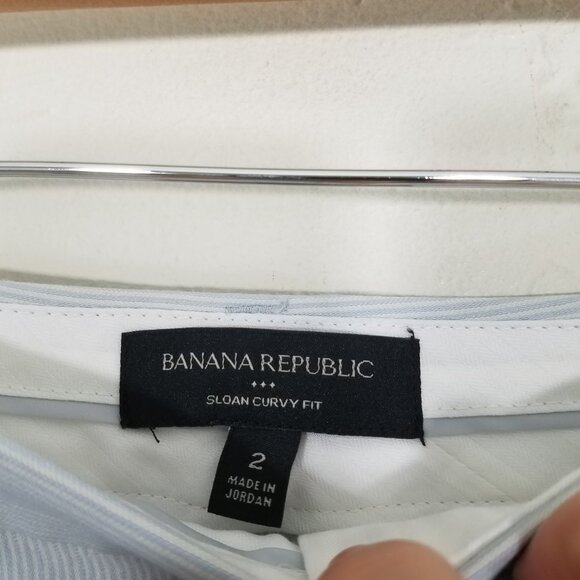 BANANA REPUBLIC
SLOAN CURVY FIT
2
MADE IN
JORDAN